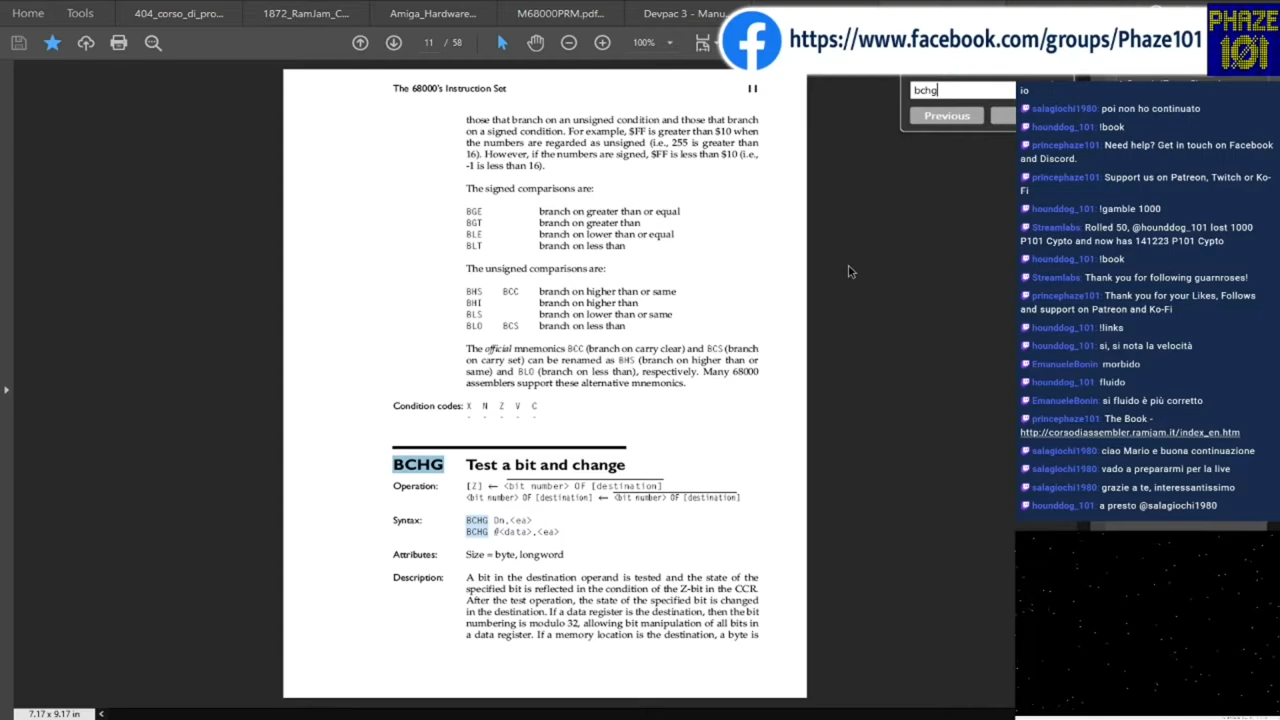 Home Tools 404_corso_di_pro... 1872_RamJam_C... Amiga_Hardware... M68000PRM.pdf... Devpac 3 - Manu...
https://www.facebook.com/groups/Phaze101
PHAZE
101
11 / 58 100%
bchg
Previous
The 68000's Instruction Set 11
those that branch on an unsigned condition and those that branch
on a signed condition. For example, $FF is greater than $10 when
the numbers are regarded as unsigned (i.e., 255 is greater than
16). However, if the numbers are signed, $FF is less than $10 (i.e.,
-1 is less than 16).
The signed comparisons are:
BGE branch on greater than or equal
BGT branch on greater than
BLE branch on lower than or equal
BLT branch on less than
The unsigned comparisons are:
BHS BCC branch on higher than or same
BHI branch on higher than
BLS branch on lower than or same
BLO BCS branch on less than
The official mnemonics BCC (branch on carry clear) and BCS (branch
on carry set) can be renamed as BHS (branch on higher than or
same) and BLO (branch on less than), respectively. Many 68000
assemblers support these alternative mnemonics.
Condition codes: X N Z V C
- - - - -
BCHG Test a bit and change
Operation: [Z] ← <bit number> OF [destination]
<bit number> OF [destination] ← <bit number> OF [destination]
Syntax: BCHG Dn,<ea>
BCHG #<data>,<ea>
Attributes: Size = byte, longword
Description: A bit in the destination operand is tested and the state of the
specified bit is reflected in the condition of the Z-bit in the CCR.
After the test operation, the state of the specified bit is changed
in the destination. If a data register is the destination, then the bit
numbering is modulo 32, allowing bit manipulation of all bits in
a data register. If a memory location is the destination, a byte is
7.17 x 9.17 in
io
salagiochi1980: poi non ho continuato
hounddog_101: !book
princephaze101: Need help? Get in touch on Facebook
and Discord.
princephaze101: Support us on Patreon, Twitch or Ko-
Fi
hounddog_101: !gamble 1000
Streamlabs: Rolled 50, @hounddog_101 lost 1000
P101 Cypto and now has 141223 P101 Cypto
hounddog_101: !book
Streamlabs: Thank you for following guarnroses!
princephaze101: Thank you for your Likes, Follows
and support on Patreon and Ko-Fi
hounddog_101: !links
hounddog_101: si, si nota la velocità
EmanueleBonin: morbido
hounddog_101: fluido
EmanueleBonin: si fluido è più corretto
princephaze101: The Book -
http://corsodiassembler.ramjam.it/index_en.htm
salagiochi1980: ciao Mario e buona continuazione
salagiochi1980: vado a prepararmi per la live
salagiochi1980: grazie a te, interessantissimo
hounddog_101: a presto @salagiochi1980